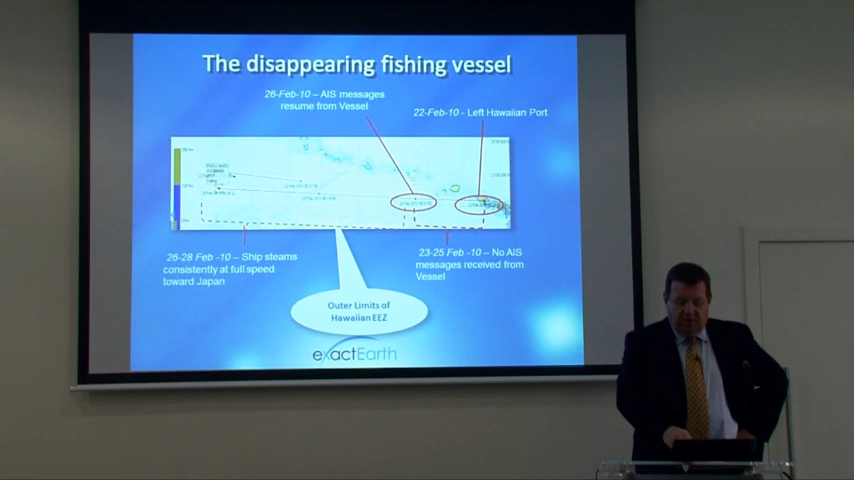 The disappearing fishing vessel
26-Feb-10 – AIS messages
resume from Vessel
22-Feb-10 - Left Hawaiian Port
26-28 Feb -10 – Ship steams
consistently at full speed
toward Japan
23-25 Feb -10 – No AIS
messages received from
Vessel
Outer Limits of
Hawaiian EEZ
exactEarth